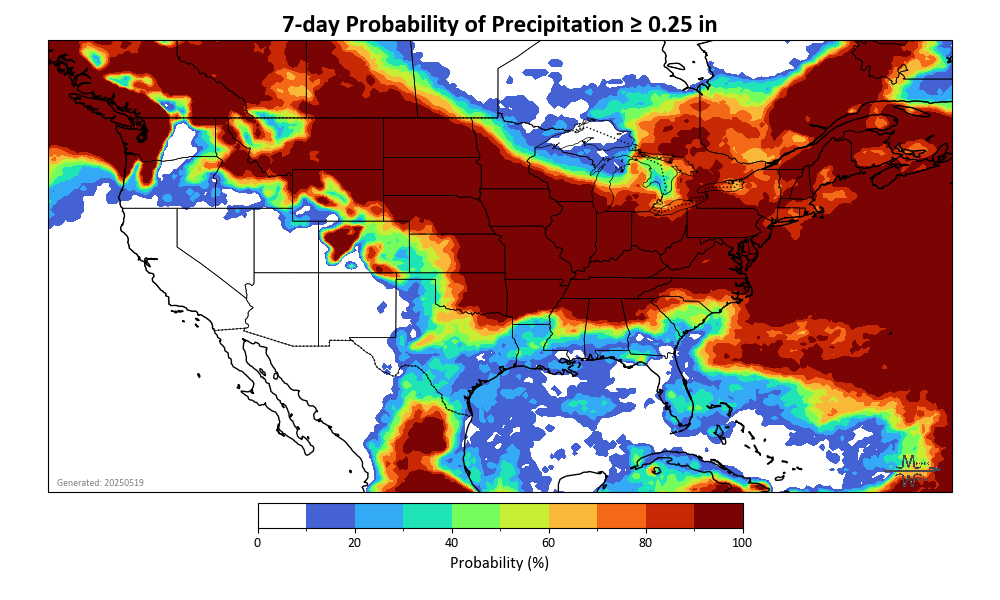 7-day Probability of Precipitation ≥ 0.25 in
Generated: 20250519
0 20 40 60 80 100
Probability (%)